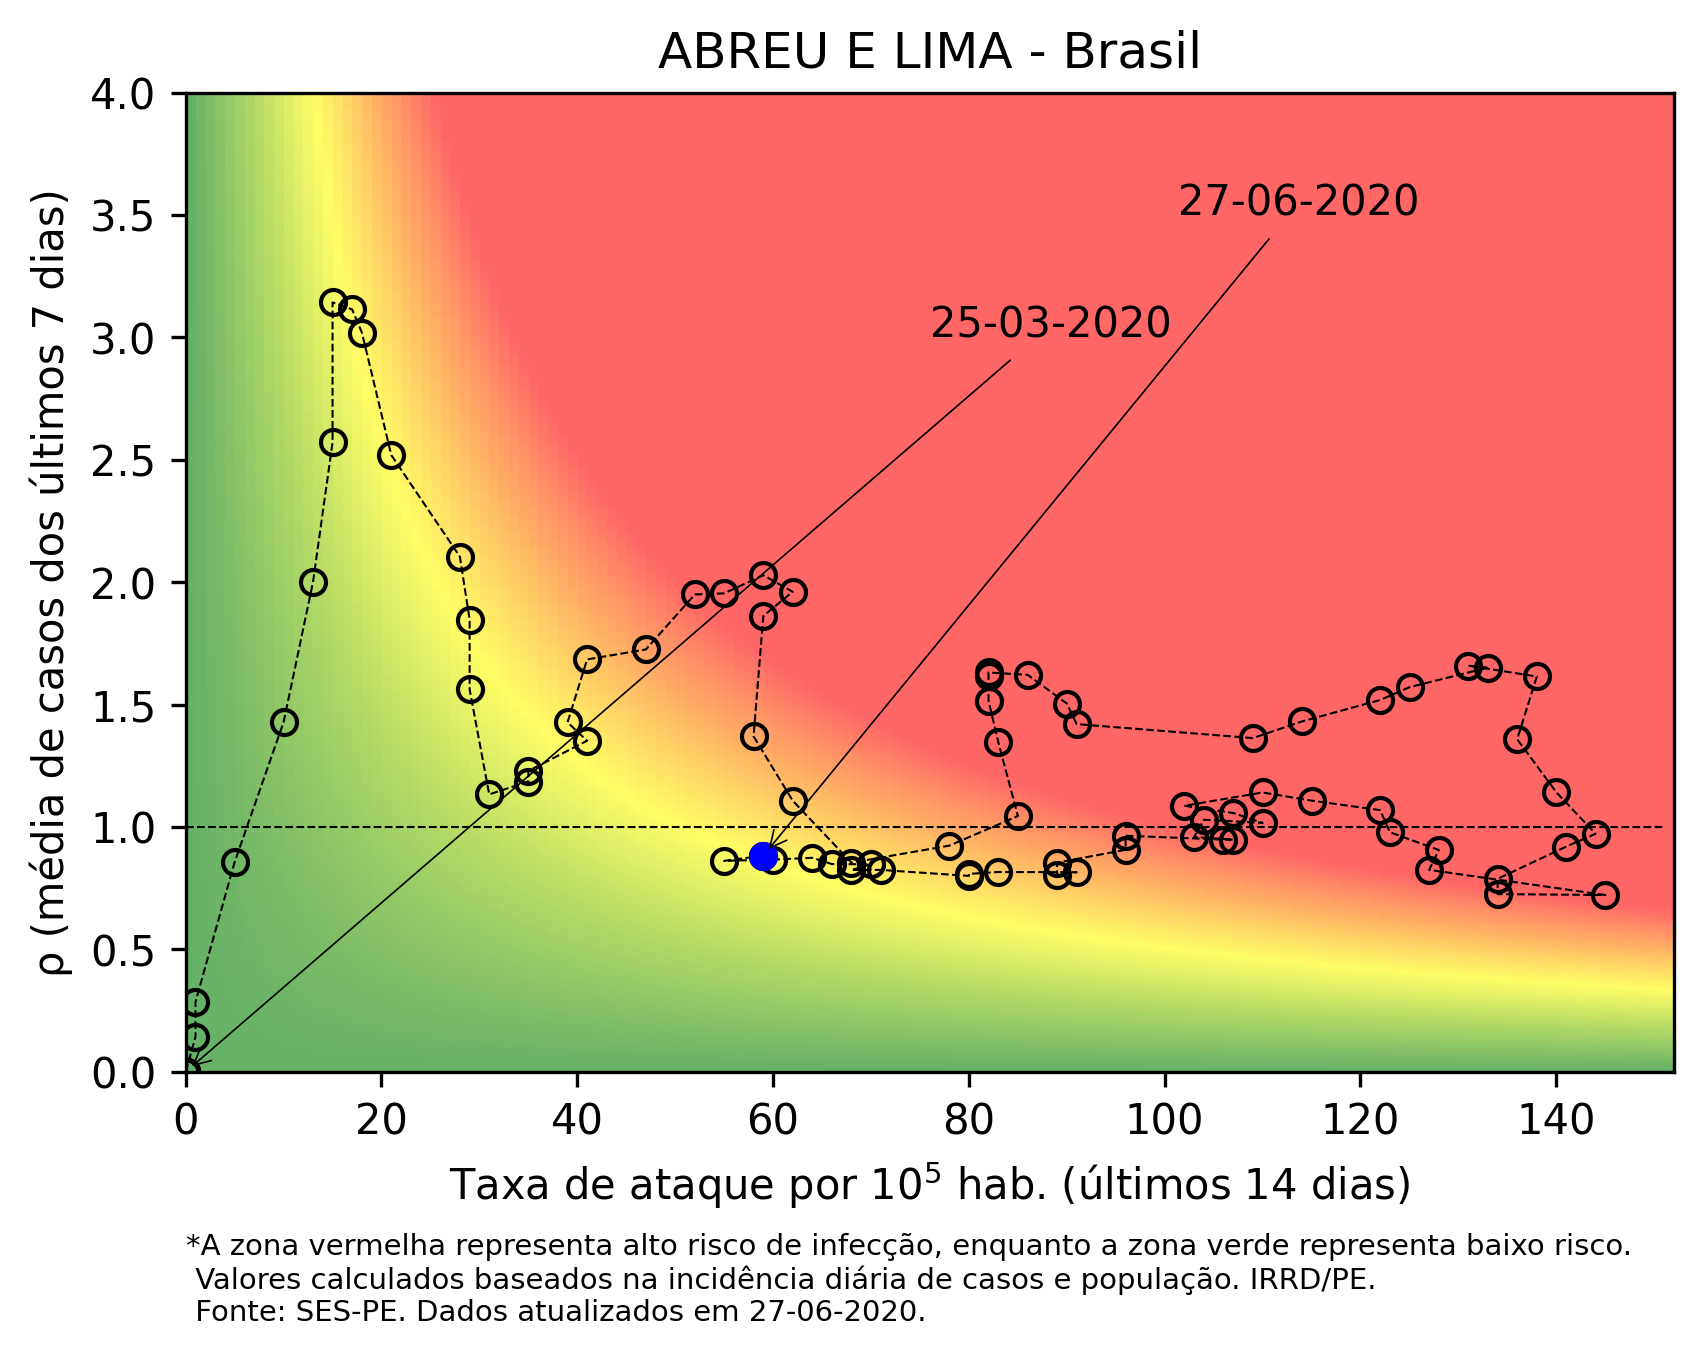 ABREU E LIMA - Brasil
4.0
3.5
3.0
2.5
2.0
1.5
1.0
0.5
0.0
ρ (média de casos dos últimos 7 dias)
27-06-2020
25-03-2020
0 20 40 60 80 100 120 140
Taxa de ataque por 10⁵ hab. (últimos 14 dias)
*A zona vermelha representa alto risco de infecção, enquanto a zona verde representa baixo risco.
Valores calculados baseados na incidência diária de casos e população. IRRD/PE.
Fonte: SES-PE. Dados atualizados em 27-06-2020.